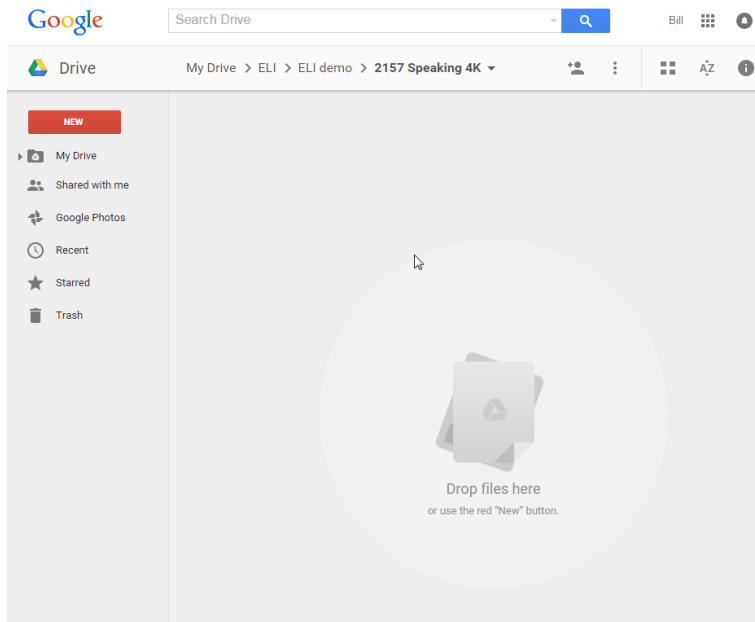 Google
Search Drive
Bill
Drive
My Drive > ELI > ELI demo > 2157 Speaking 4K
AZ
NEW
My Drive
Shared with me
Google Photos
Recent
Starred
Trash
Drop files here
or use the red "New" button.